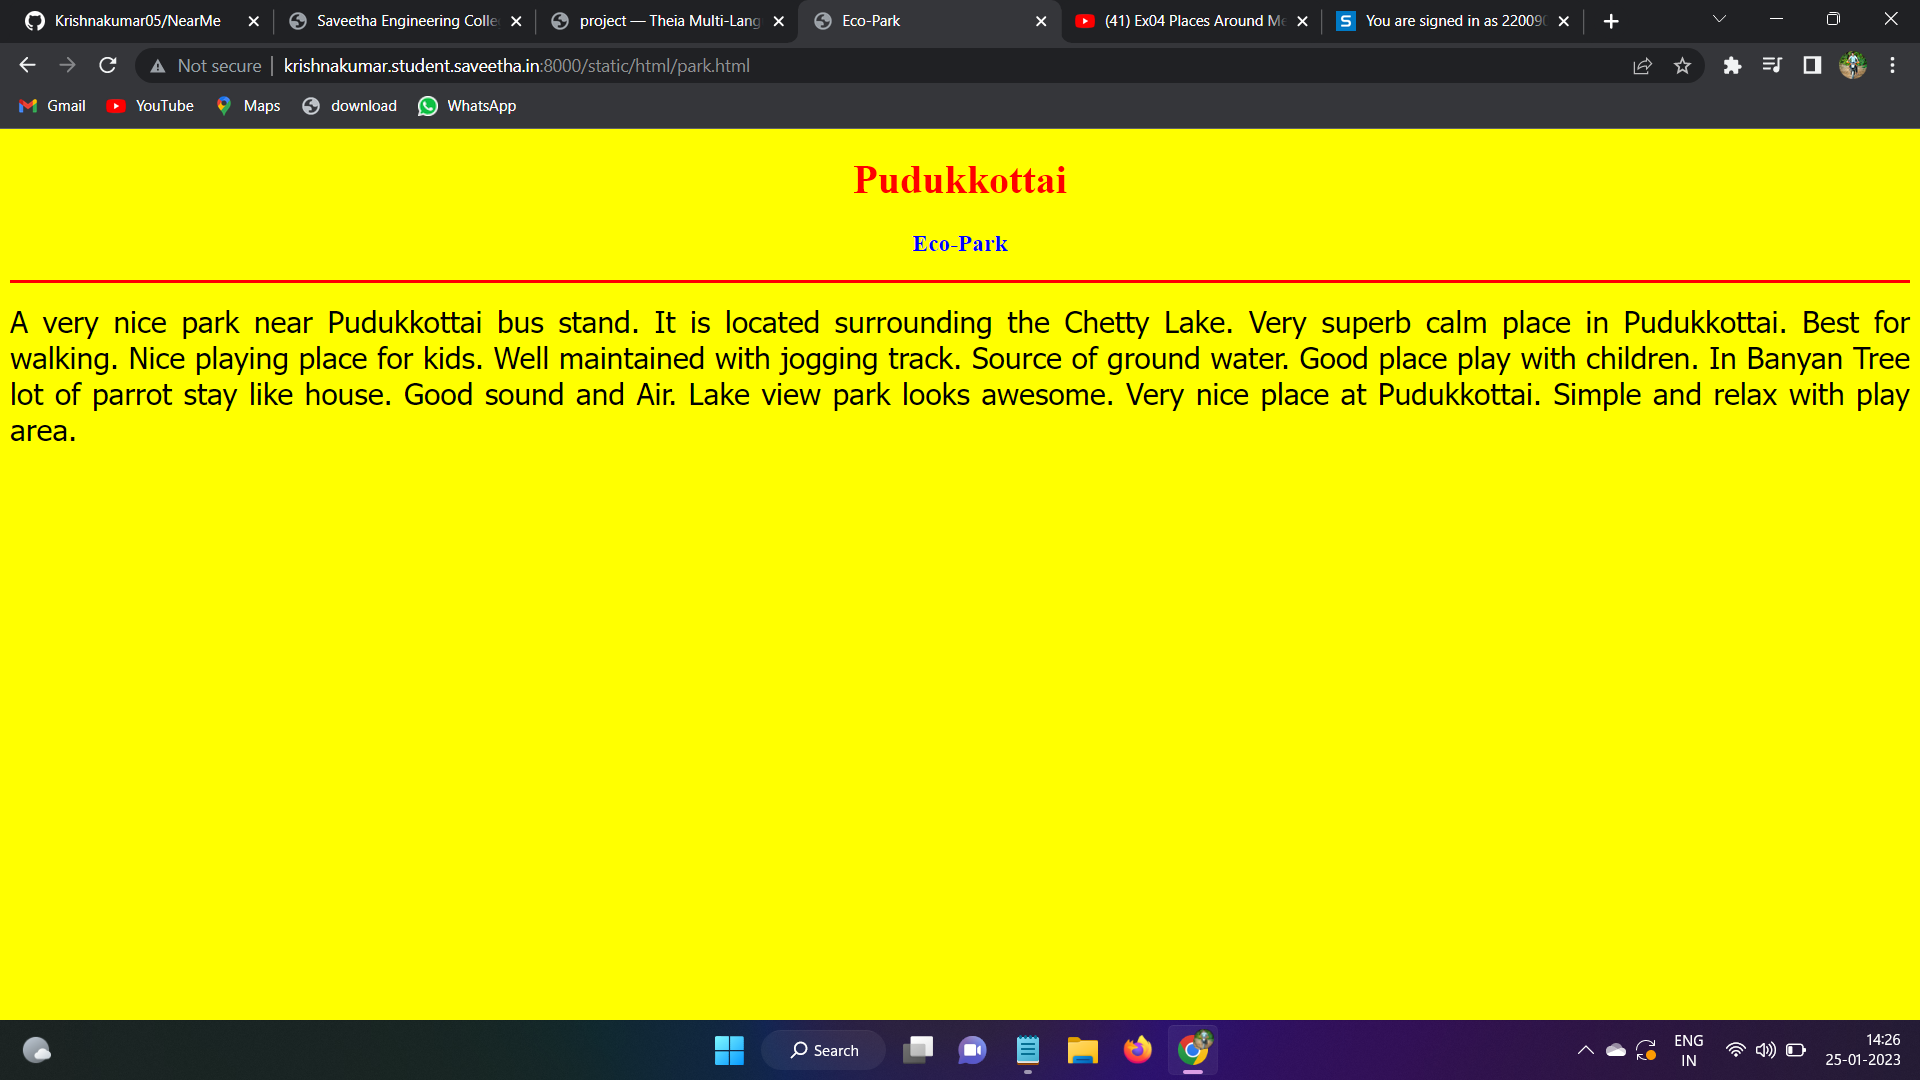 Krishnakumar05/NearMe
Saveetha Engineering Colle
project — Theia Multi-Lang
Eco-Park
(41) Ex04 Places Around Me
You are signed in as 22009
Not secure
krishnakumar.student.saveetha.in:8000/static/html/park.html
Gmail
YouTube
Maps
download
WhatsApp
Pudukkottai
Eco-Park
A very nice park near Pudukkottai bus stand. It is located surrounding the Chetty Lake. Very superb calm place in Pudukkottai. Best for
walking. Nice playing place for kids. Well maintained with jogging track. Source of ground water. Good place play with children. In Banyan Tree
lot of parrot stay like house. Good sound and Air. Lake view park looks awesome. Very nice place at Pudukkottai. Simple and relax with play
area.
Search
ENG
IN
14:26
25-01-2023